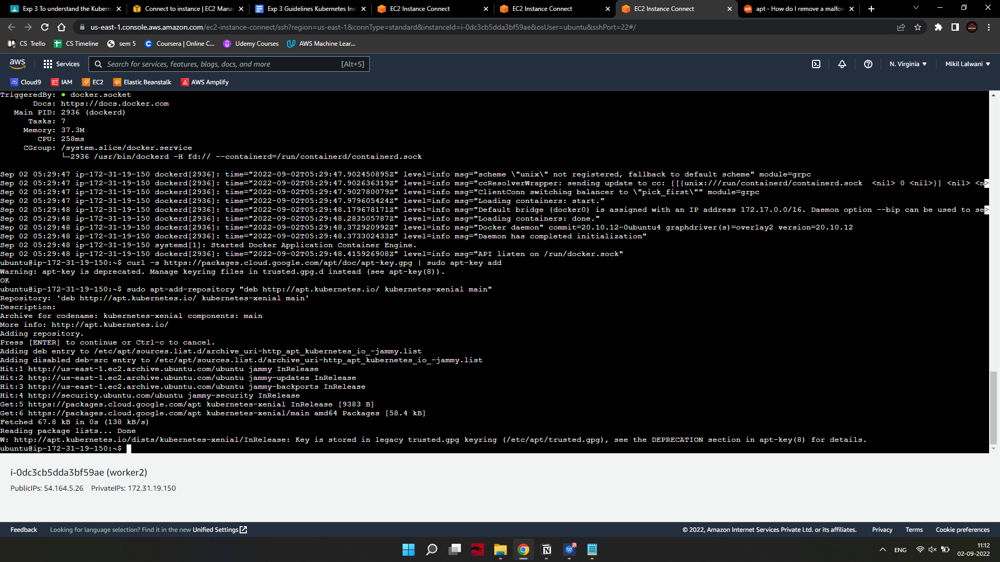 Exp 3 To understand the Kubern
Connect to instance | EC2 Mana
Exp 3 Guidelines Kubernetes Ins
EC2 Instance Connect
EC2 Instance Connect
EC2 Instance Connect
apt - How do I remove a malfor
us-east-1.console.aws.amazon.com/ec2-instance-connect/ssh?region=us-east-1&connType=standard&instanceId=i-0dc3cb5dda3bf59ae&osUser=ubuntu&sshPort=22#/
CS Trello
CS Timeline
sem 5
Coursera | Online C...
Udemy Courses
AWS Machine Lear...
aws
Services
Search for services, features, blogs, docs, and more
[Alt+S]
N. Virginia
Mikil Lalwani
Cloud9
IAM
EC2
Elastic Beanstalk
AWS Amplify
TriggeredBy: ● docker.socket
Docs: https://docs.docker.com
Main PID: 2936 (dockerd)
Tasks: 7
Memory: 37.3M
CPU: 258ms
CGroup: /system.slice/docker.service
└─2936 /usr/bin/dockerd -H fd:// --containerd=/run/containerd/containerd.sock
Sep 02 05:29:47 ip-172-31-19-150 dockerd[2936]: time="2022-09-02T05:29:47.902450895Z" level=info msg="scheme \"unix\" not registered, fallback to default scheme" module=grpc
Sep 02 05:29:47 ip-172-31-19-150 dockerd[2936]: time="2022-09-02T05:29:47.902636319Z" level=info msg="ccResolverWrapper: sending update to cc: {[{unix:///run/containerd/containerd.sock  <nil> 0 <nil>}] <nil> <n>
Sep 02 05:29:47 ip-172-31-19-150 dockerd[2936]: time="2022-09-02T05:29:47.902780079Z" level=info msg="ClientConn switching balancer to \"pick_first\"" module=grpc
Sep 02 05:29:47 ip-172-31-19-150 dockerd[2936]: time="2022-09-02T05:29:47.979605424Z" level=info msg="Loading containers: start."
Sep 02 05:29:48 ip-172-31-19-150 dockerd[2936]: time="2022-09-02T05:29:48.179678171Z" level=info msg="Default bridge (docker0) is assigned with an IP address 172.17.0.0/16. Daemon option --bip can be used to se>
Sep 02 05:29:48 ip-172-31-19-150 dockerd[2936]: time="2022-09-02T05:29:48.283505787Z" level=info msg="Loading containers: done."
Sep 02 05:29:48 ip-172-31-19-150 dockerd[2936]: time="2022-09-02T05:29:48.372920992Z" level=info msg="Docker daemon" commit=20.10.12-0ubuntu4 graphdriver(s)=overlay2 version=20.10.12
Sep 02 05:29:48 ip-172-31-19-150 dockerd[2936]: time="2022-09-02T05:29:48.373302433Z" level=info msg="Daemon has completed initialization"
Sep 02 05:29:48 ip-172-31-19-150 systemd[1]: Started Docker Application Container Engine.
Sep 02 05:29:48 ip-172-31-19-150 dockerd[2936]: time="2022-09-02T05:29:48.415926908Z" level=info msg="API listen on /run/docker.sock"
ubuntu@ip-172-31-19-150:~$ curl -s https://packages.cloud.google.com/apt/doc/apt-key.gpg | sudo apt-key add
Warning: apt-key is deprecated. Manage keyring files in trusted.gpg.d instead (see apt-key(8)).
OK
ubuntu@ip-172-31-19-150:~$ sudo apt-add-repository "deb http://apt.kubernetes.io/ kubernetes-xenial main"
Repository: 'deb http://apt.kubernetes.io/ kubernetes-xenial main'
Description:
Archive for codename: kubernetes-xenial components: main
More info: http://apt.kubernetes.io/
Adding repository.
Press [ENTER] to continue or Ctrl-c to cancel.
Adding deb entry to /etc/apt/sources.list.d/archive_uri-http_apt_kubernetes_io_-jammy.list
Adding disabled deb-src entry to /etc/apt/sources.list.d/archive_uri-http_apt_kubernetes_io_-jammy.list
Hit:1 http://us-east-1.ec2.archive.ubuntu.com/ubuntu jammy InRelease
Hit:2 http://us-east-1.ec2.archive.ubuntu.com/ubuntu jammy-updates InRelease
Hit:3 http://us-east-1.ec2.archive.ubuntu.com/ubuntu jammy-backports InRelease
Hit:4 http://security.ubuntu.com/ubuntu jammy-security InRelease
Get:5 https://packages.cloud.google.com/apt kubernetes-xenial InRelease [9383 B]
Get:6 https://packages.cloud.google.com/apt kubernetes-xenial/main amd64 Packages [58.4 kB]
Fetched 67.8 kB in 0s (138 kB/s)
Reading package lists... Done
W: http://apt.kubernetes.io/dists/kubernetes-xenial/InRelease: Key is stored in legacy trusted.gpg keyring (/etc/apt/trusted.gpg), see the DEPRECATION section in apt-key(8) for details.
ubuntu@ip-172-31-19-150:~$
i-0dc3cb5dda3bf59ae (worker2)
PublicIPs: 54.164.5.26 PrivateIPs: 172.31.19.150
Feedback
Looking for language selection? Find it in the new Unified Settings
© 2022, Amazon Internet Services Private Ltd. or its affiliates.
Privacy
Terms
Cookie preferences
ENG
11:12
02-09-2022